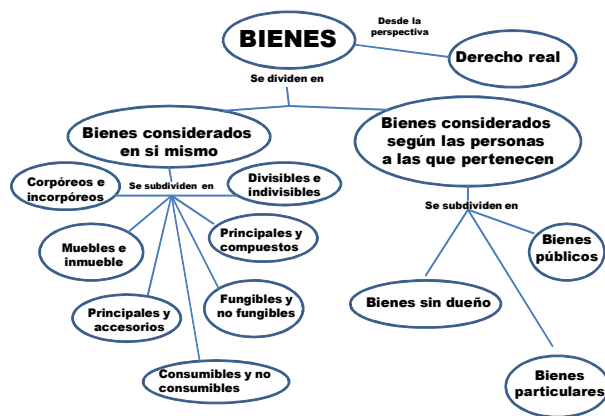 BIENES
Desde la
perspectiva
Derecho real
Se dividen en
Bienes considerados
en si mismo
Bienes considerados
según las personas
a las que pertenecen
Corpóreos e
incorpóreos
Se subdividen en
Divisibles e
indivisibles
Muebles e
inmueble
Principales y
compuestos
Principales y
accesorios
Fungibles y
no fungibles
Consumibles y no
consumibles
Se subdividen en
Bienes
públicos
Bienes sin dueño
Bienes
particulares